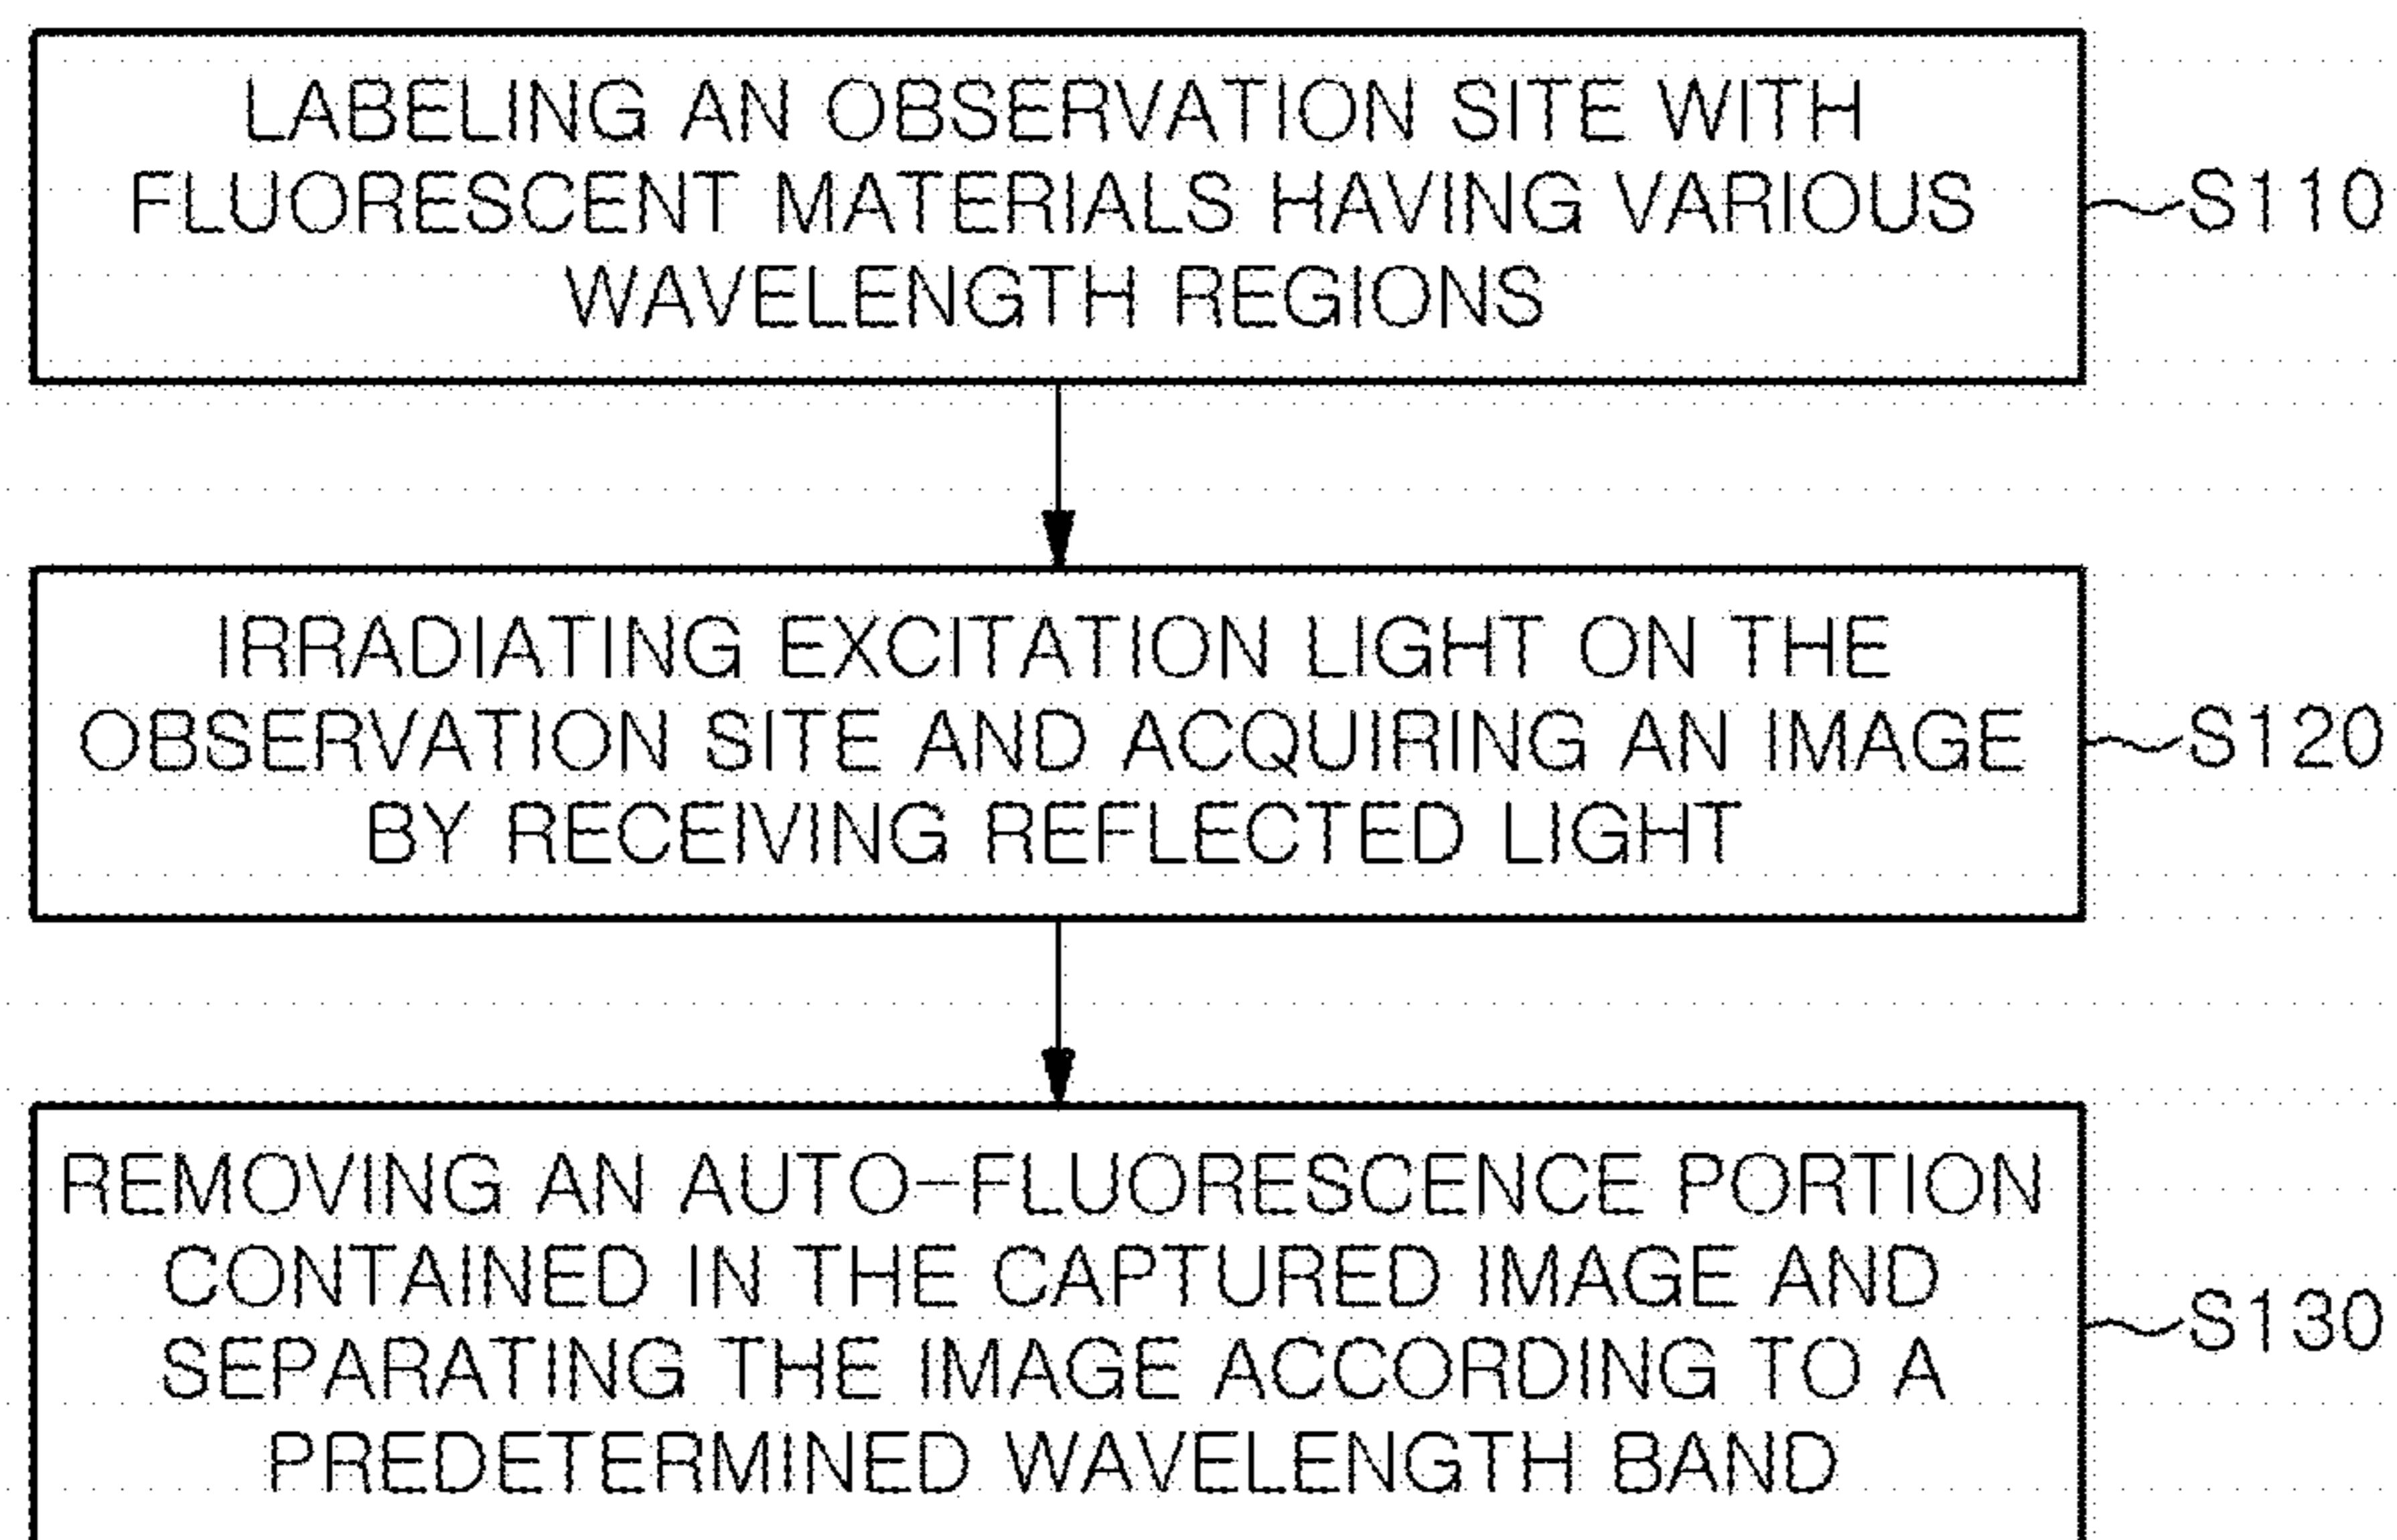 LABELING AN OBSERVATION SITE WITH
FLUORESCENT MATERIALS HAVING VARIOUS
WAVELENGTH REGIONS
S110
IRRADIATING EXCITATION LIGHT ON THE
OBSERVATION SITE AND ACQUIRING AN IMAGE
BY RECEIVING REFLECTED LIGHT
S120
REMOVING AN AUTO-FLUORESCENCE PORTION
CONTAINED IN THE CAPTURED IMAGE AND
SEPARATING THE IMAGE ACCORDING TO A
PREDETERMINED WAVELENGTH BAND
S130